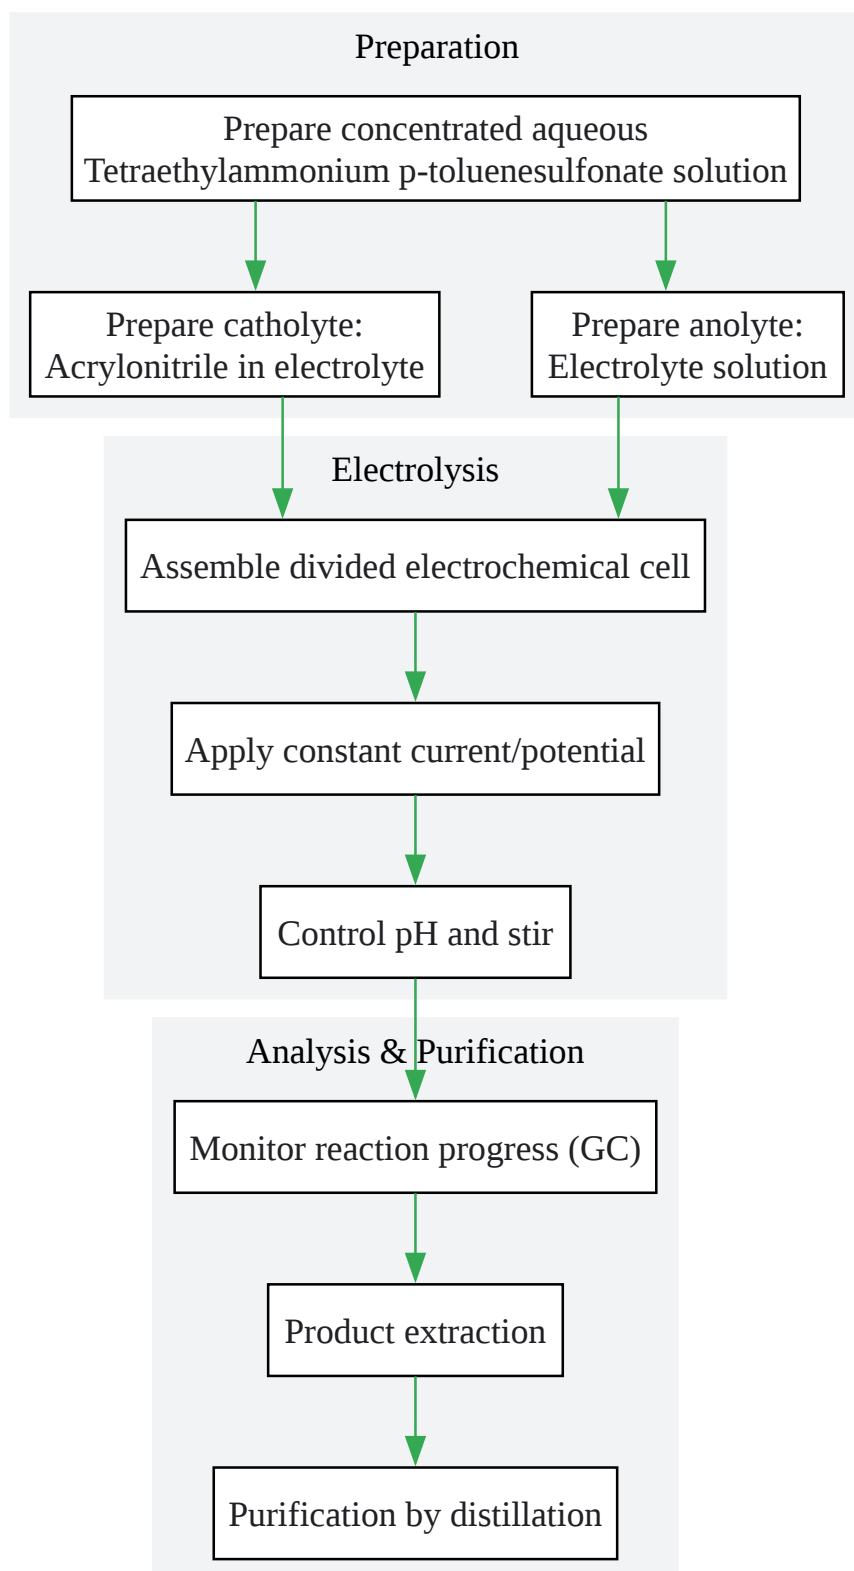 Preparation
Prepare concentrated aqueous
Tetraethylammonium p-toluenesulfonate solution
Prepare catholyte:
Acrylonitrile in electrolyte
Prepare anolyte:
Electrolyte solution
Electrolysis
Assemble divided electrochemical cell
Apply constant current/potential
Control pH and stir
Analysis & Purification
Monitor reaction progress (GC)
Product extraction
Purification by distillation